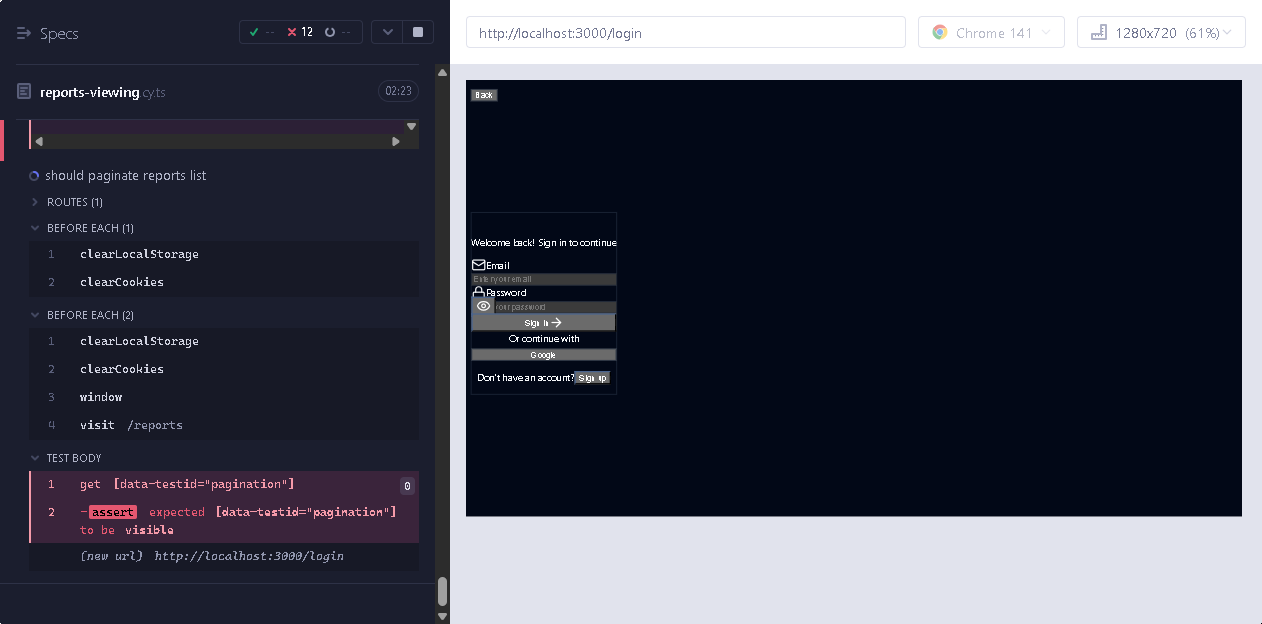 Specs
-- 12 --
reports-viewing.cy.ts 02:23
should paginate reports list
ROUTES (1)
BEFORE EACH (1)
1 clearLocalStorage
2 clearCookies
BEFORE EACH (2)
1 clearLocalStorage
2 clearCookies
3 window
4 visit /reports
TEST BODY
1 get [data-testid="pagination"] 0
2 -assert expected [data-testid="pagination"]
to be visible
(new url) http://localhost:3000/login
http://localhost:3000/login
Chrome 141
1280x720 (61%)
Back
Welcome back! Sign in to continue
Email
Enter your email
Password
your password
Sign In
Or continue with
Google
Don't have an account? Sign up